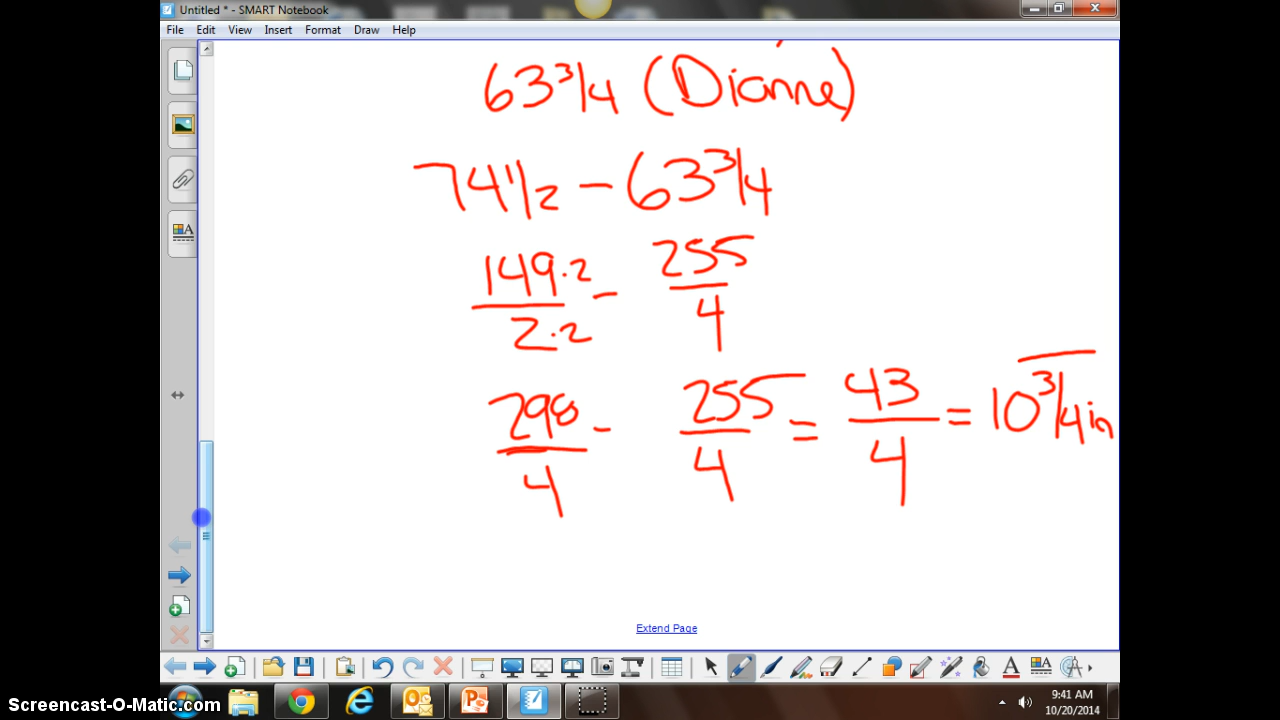 Untitled * - SMART Notebook
File Edit View Insert Format Draw Help
63 3/4 (Dianne)
74 1/2 - 63 3/4
149·2/2·2 - 255/4
298/4 - 255/4 = 43/4 = 10 3/4 in
Extend Page
9:41 AM
10/20/2014
Screencast-O-Matic.com